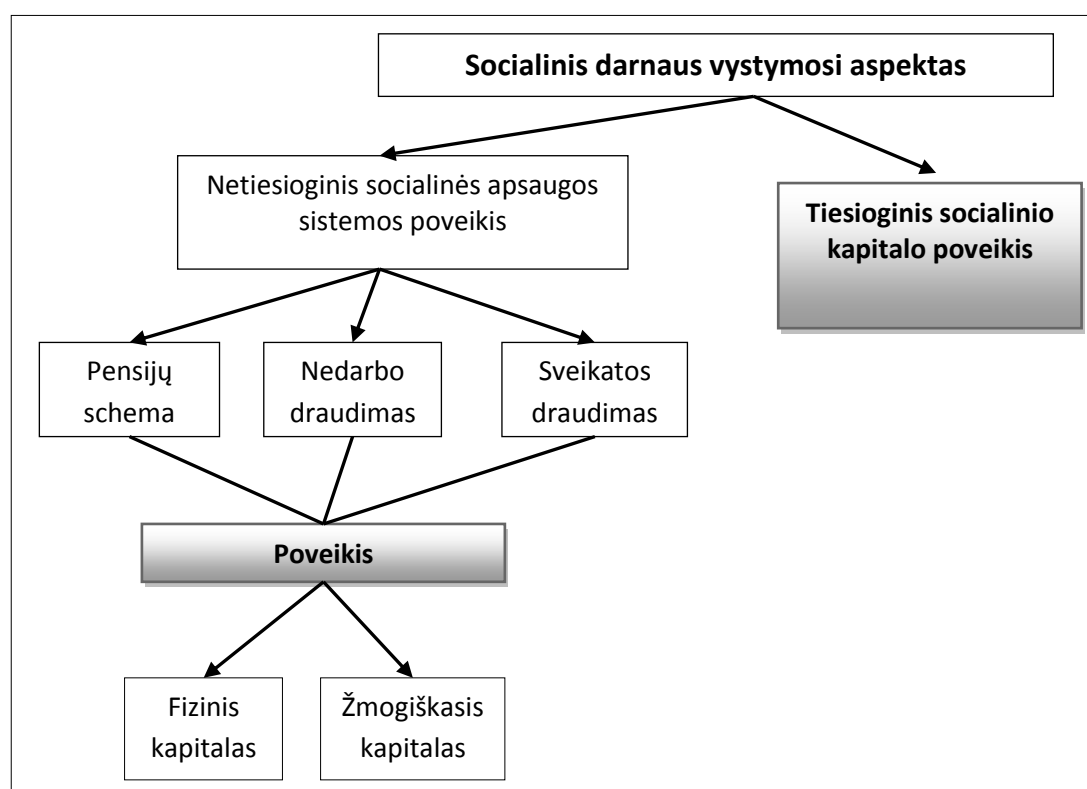 Socialinis darnaus vystymosi aspektas
Netiesioginis socialinės apsaugos
sistemos poveikis
Tiesioginis socialinio
kapitalo poveikis
Pensijų
schema
Nedarbo
draudimas
Sveikatos
draudimas
Poveikis
Fizinis
kapitalas
Žmogiškasis
kapitalas